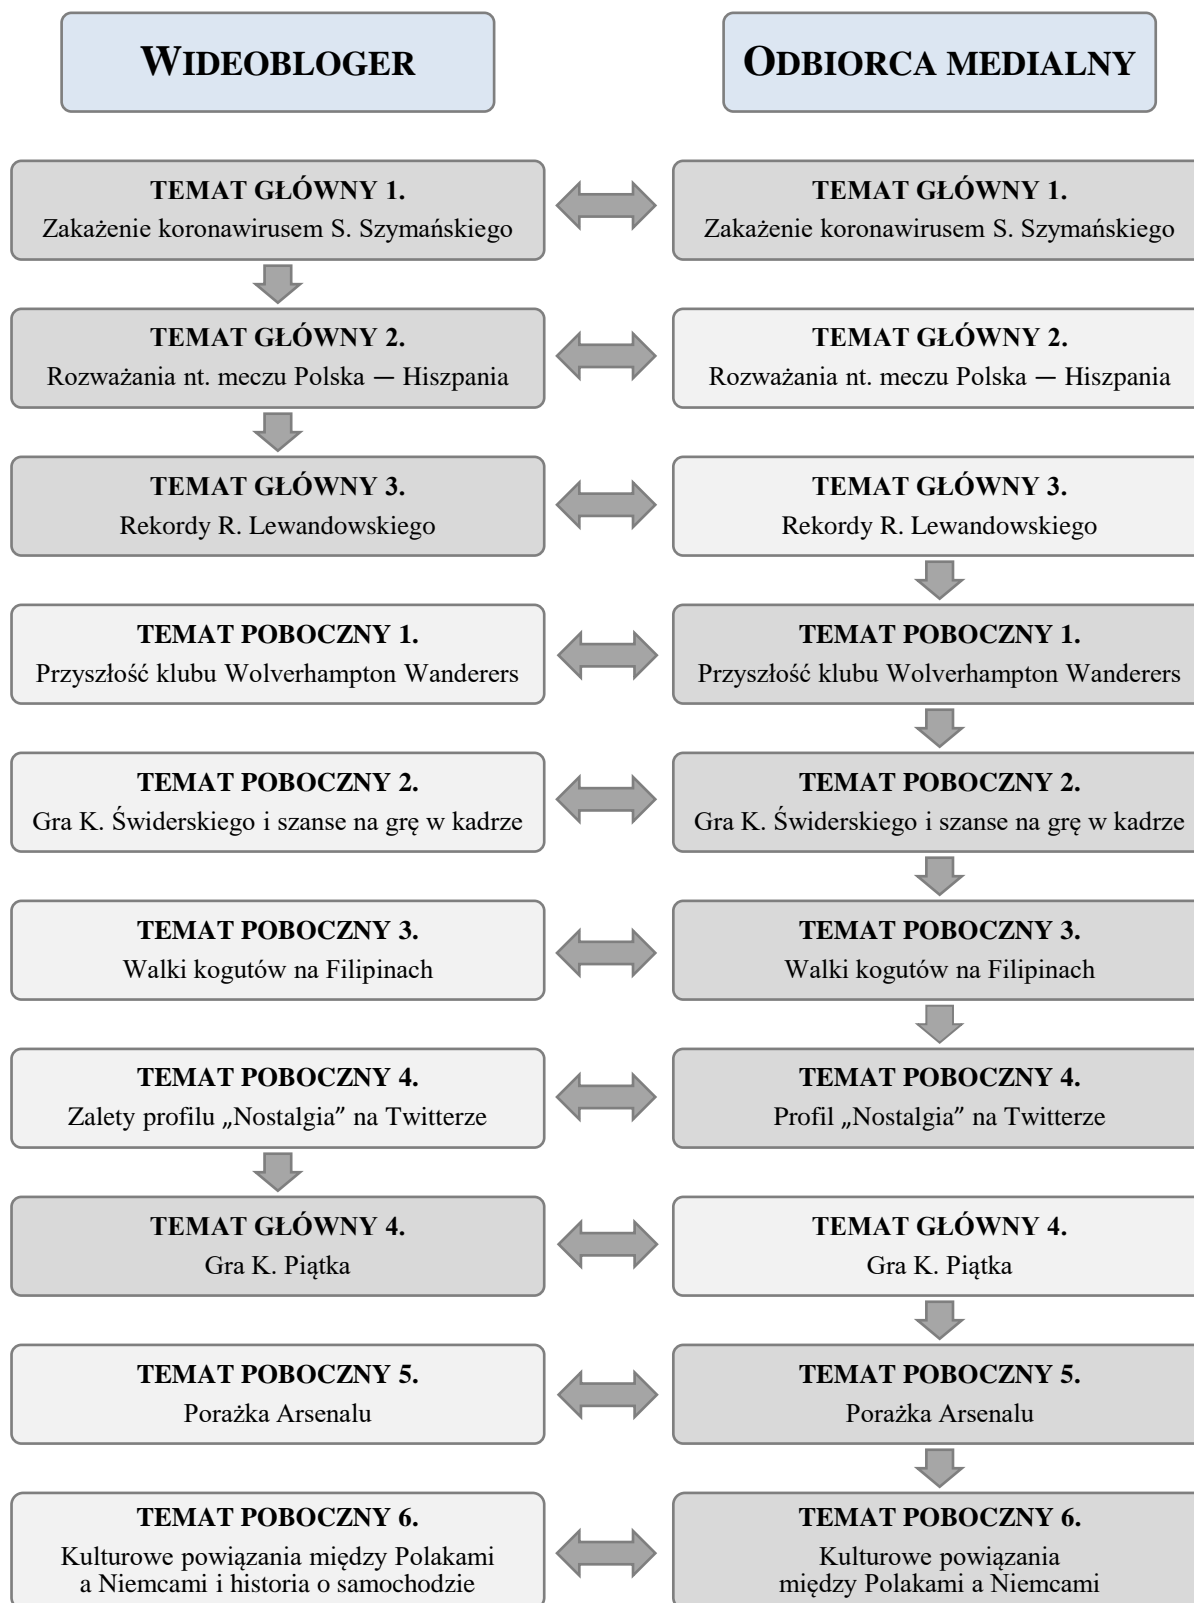 WIDEOBLOGER
ODBIORCA MEDIALNY
TEMAT GŁÓWNY 1.
Zakażenie koronawirusem S. Szymańskiego
TEMAT GŁÓWNY 1.
Zakażenie koronawirusem S. Szymańskiego
TEMAT GŁÓWNY 2.
Rozważania nt. meczu Polska — Hiszpania
TEMAT GŁÓWNY 2.
Rozważania nt. meczu Polska — Hiszpania
TEMAT GŁÓWNY 3.
Rekordy R. Lewandowskiego
TEMAT GŁÓWNY 3.
Rekordy R. Lewandowskiego
TEMAT POBOCZNY 1.
Przyszłość klubu Wolverhampton Wanderers
TEMAT POBOCZNY 1.
Przyszłość klubu Wolverhampton Wanderers
TEMAT POBOCZNY 2.
Gra K. Świderskiego i szanse na grę w kadrze
TEMAT POBOCZNY 2.
Gra K. Świderskiego i szanse na grę w kadrze
TEMAT POBOCZNY 3.
Walki kogutów na Filipinach
TEMAT POBOCZNY 3.
Walki kogutów na Filipinach
TEMAT POBOCZNY 4.
Zalety profilu „Nostalgia” na Twitterze
TEMAT POBOCZNY 4.
Profil „Nostalgia” na Twitterze
TEMAT GŁÓWNY 4.
Gra K. Piątka
TEMAT GŁÓWNY 4.
Gra K. Piątka
TEMAT POBOCZNY 5.
Porażka Arsenalu
TEMAT POBOCZNY 5.
Porażka Arsenalu
TEMAT POBOCZNY 6.
Kulturowe powiązania między Polakami
a Niemcami i historia o samochodzie
TEMAT POBOCZNY 6.
Kulturowe powiązania
między Polakami a Niemcami